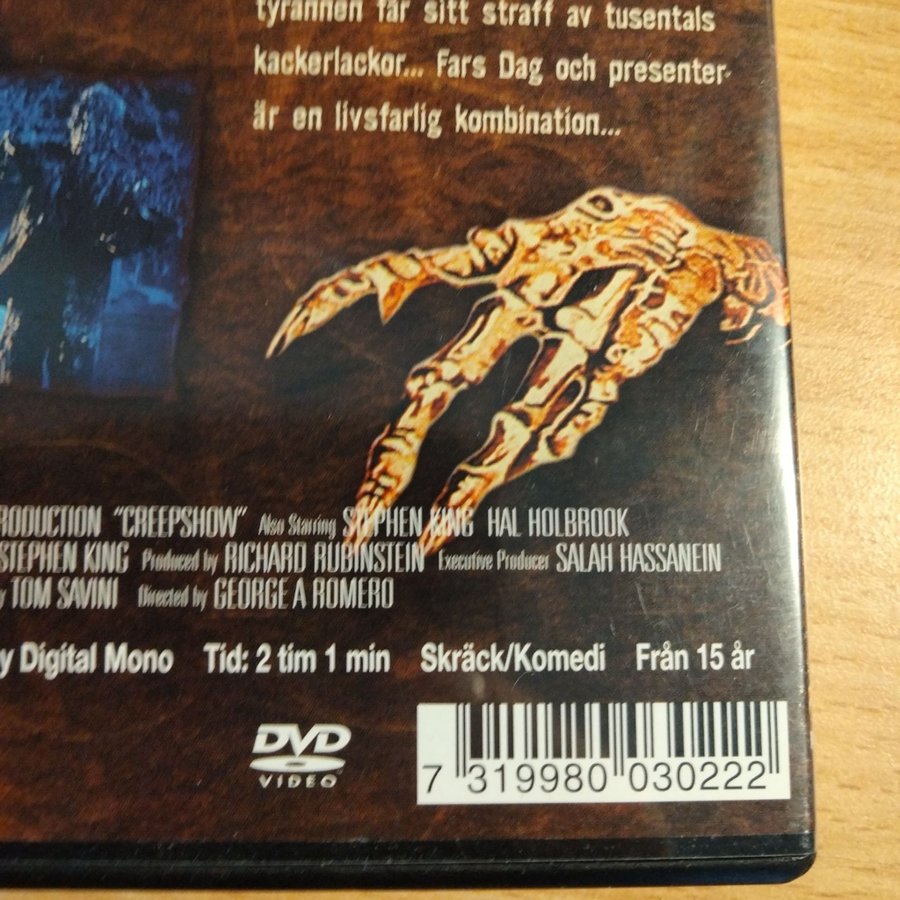 tyrannen får sitt straff av tusentals
kackerlackor... Fars Dag och presenter-
är en livsfarlig kombination...
RODUCTION "CREEPSHOW" Also Starring STEPHEN KING HAL HOLBROOK
STEPHEN KING Produced by RICHARD RUBINSTEIN Executive Producer SALAH HASSANEIN
y TOM SAVINI Directed by GEORGE A ROMERO
y Digital Mono Tid: 2 tim 1 min Skräck/Komedi Från 15 år
DVD
VIDEO
7 319980 030222